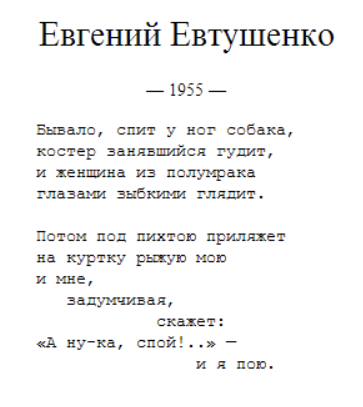 Евгений Евтушенко
— 1955 —
Бывало, спит у ног собака,
костер занявшийся гудит,
и женщина из полумрака
глазами зыбкими глядит.
Потом под пихтою приляжет
на куртку рыжую мою
и мне,
задумчивая,
скажет:
«А ну-ка, спой!..» —
и я пою.